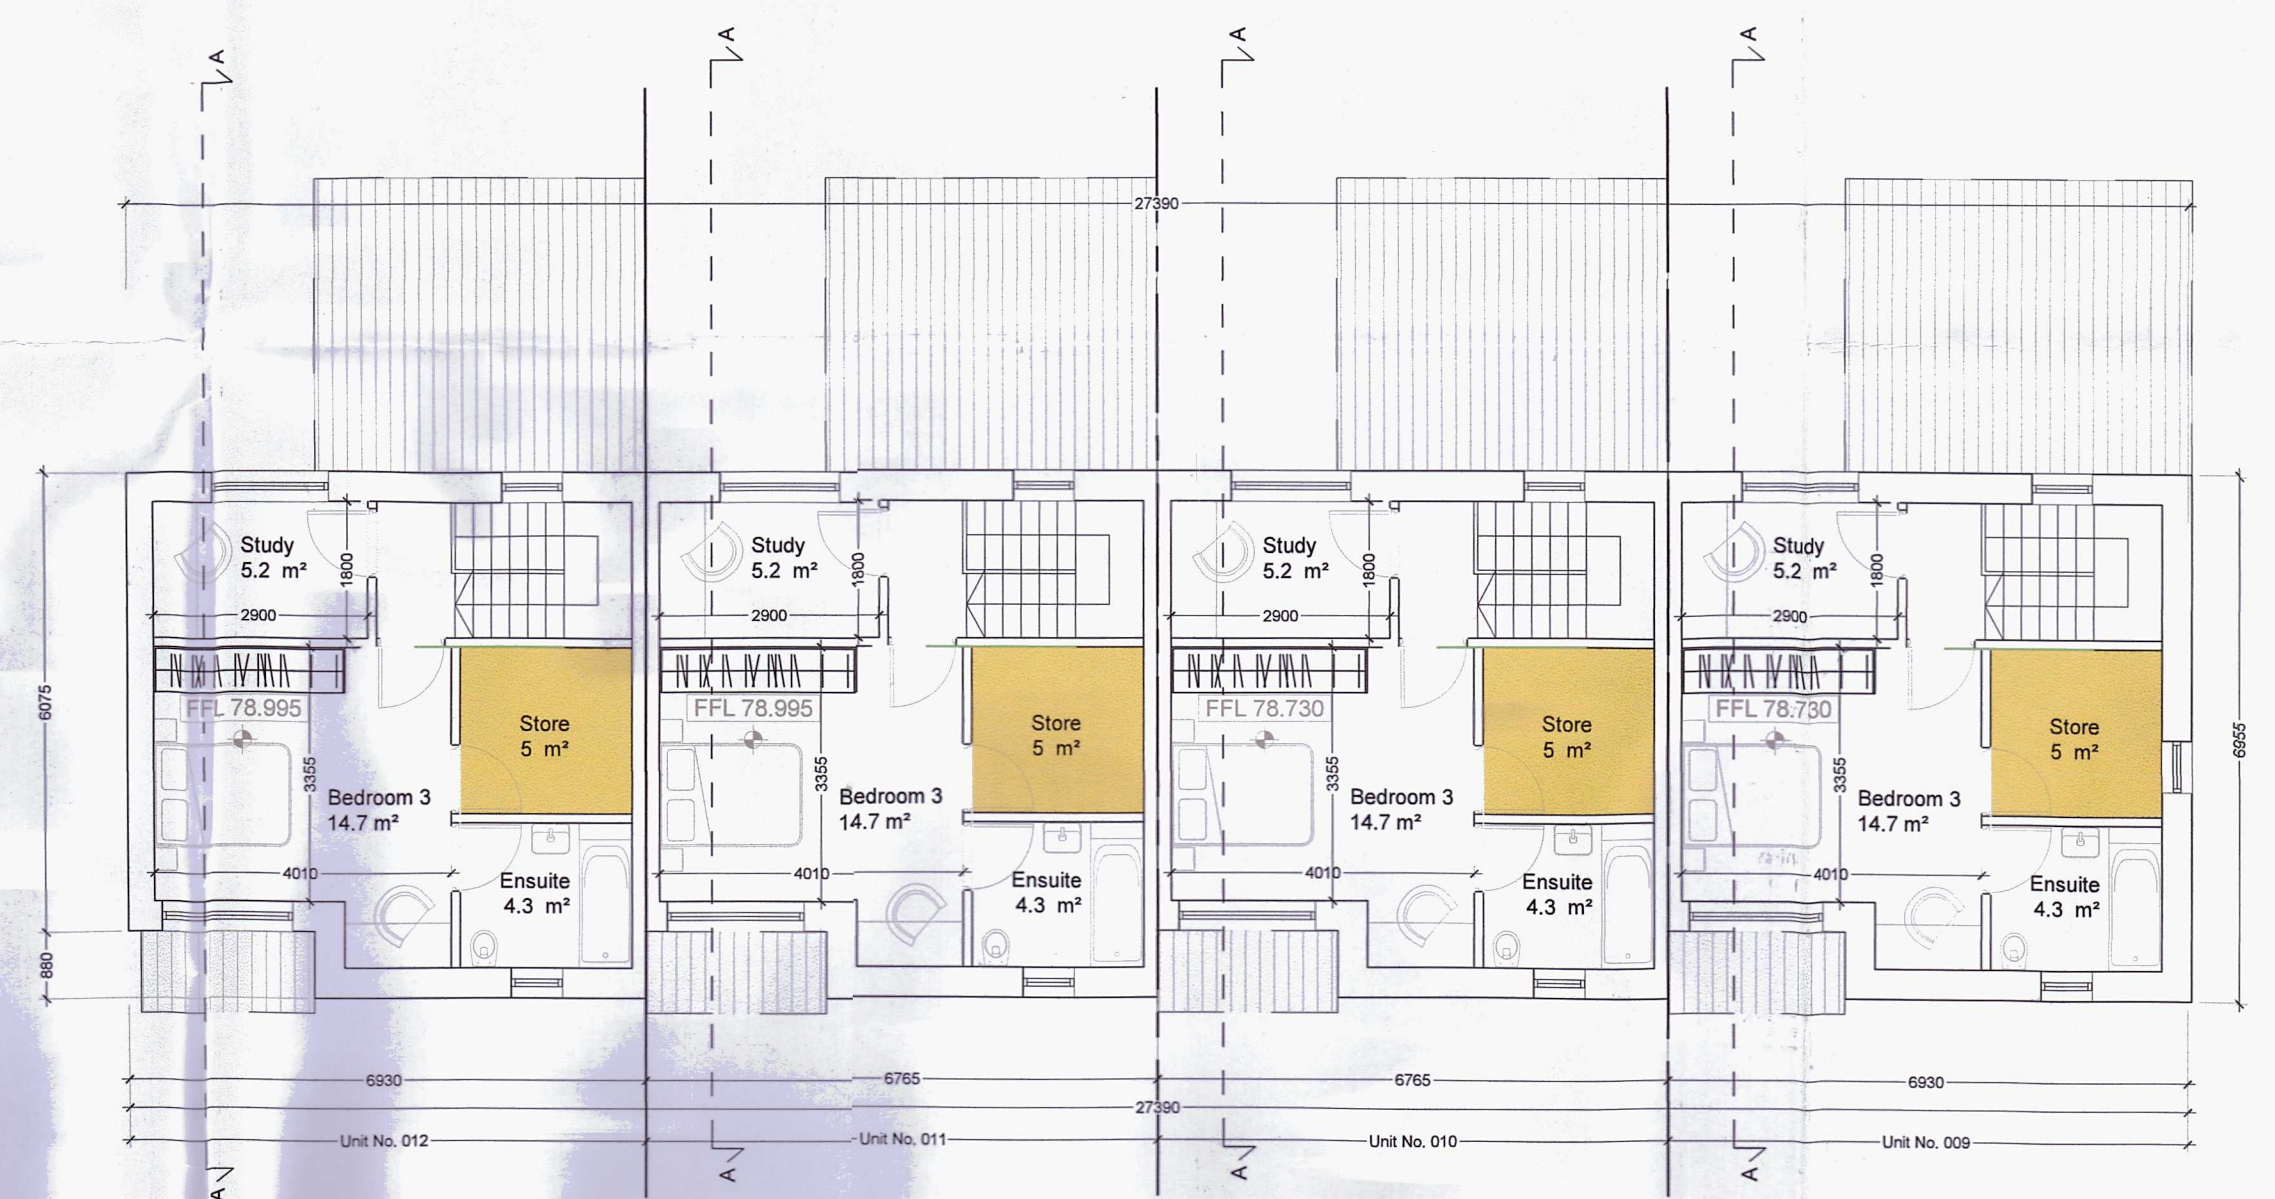 A A A A
27390
Study Study Study Study
5.2 m² 5.2 m² 5.2 m² 5.2 m²
1800 1800 1800 1800
2900 2900 2900 2900
FFL 78.995 FFL 78.995 FFL 78.730 FFL 78.730
Store Store Store Store
5 m² 5 m² 5 m² 5 m²
6075 3355 3355 3355 3355 6955
Bedroom 3 Bedroom 3 Bedroom 3 Bedroom 3
14.7 m² 14.7 m² 14.7 m² 14.7 m²
4010 4010 4010 4010
Ensuite Ensuite Ensuite Ensuite
4.3 m² 4.3 m² 4.3 m² 4.3 m²
880
6930 6765 6765 6930
27390
Unit No. 012 Unit No. 011 Unit No. 010 Unit No. 009
A A A A